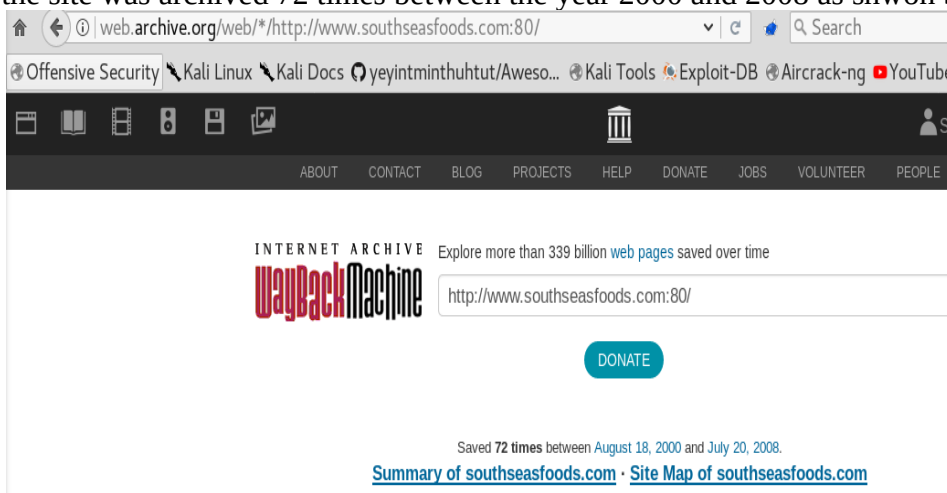 the site was archived 72 times between the year 2000 and 2008 as shwon
web.archive.org/web/*/http://www.southseasfoods.com:80/ Search
Offensive Security Kali Linux Kali Docs yeyintminthuhtut/Aweso... Kali Tools Exploit-DB Aircrack-ng YouTube
ABOUT CONTACT BLOG PROJECTS HELP DONATE JOBS VOLUNTEER PEOPLE
INTERNET ARCHIVE Explore more than 339 billion web pages saved over time
WayBackMachine http://www.southseasfoods.com:80/
DONATE
Saved 72 times between August 18, 2000 and July 20, 2008.
Summary of southseasfoods.com · Site Map of southseasfoods.com